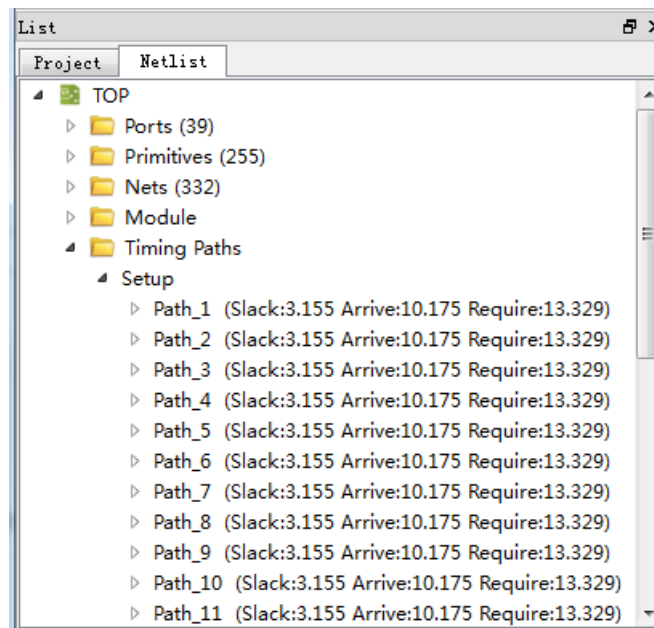 List
Project Netlist
TOP
Ports (39)
Primitives (255)
Nets (332)
Module
Timing Paths
Setup
Path_1 (Slack:3.155 Arrive:10.175 Require:13.329)
Path_2 (Slack:3.155 Arrive:10.175 Require:13.329)
Path_3 (Slack:3.155 Arrive:10.175 Require:13.329)
Path_4 (Slack:3.155 Arrive:10.175 Require:13.329)
Path_5 (Slack:3.155 Arrive:10.175 Require:13.329)
Path_6 (Slack:3.155 Arrive:10.175 Require:13.329)
Path_7 (Slack:3.155 Arrive:10.175 Require:13.329)
Path_8 (Slack:3.155 Arrive:10.175 Require:13.329)
Path_9 (Slack:3.155 Arrive:10.175 Require:13.329)
Path_10 (Slack:3.155 Arrive:10.175 Require:13.329)
Path_11 (Slack:3.155 Arrive:10.175 Require:13.329)